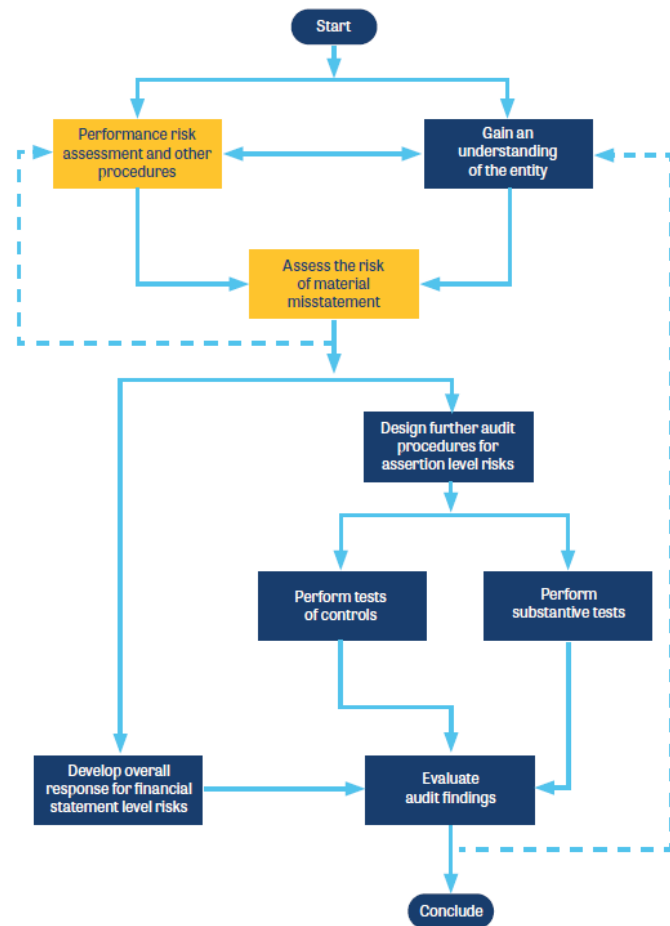 Start
Performance risk
assessment and other
procedures
Gain an
understanding
of the entity
Assess the risk
of material
misstatement
Design further audit
procedures for
assertion level risks
Perform tests
of controls
Perform
substantive tests
Develop overall
response for financial
statement level risks
Evaluate
audit findings
Conclude